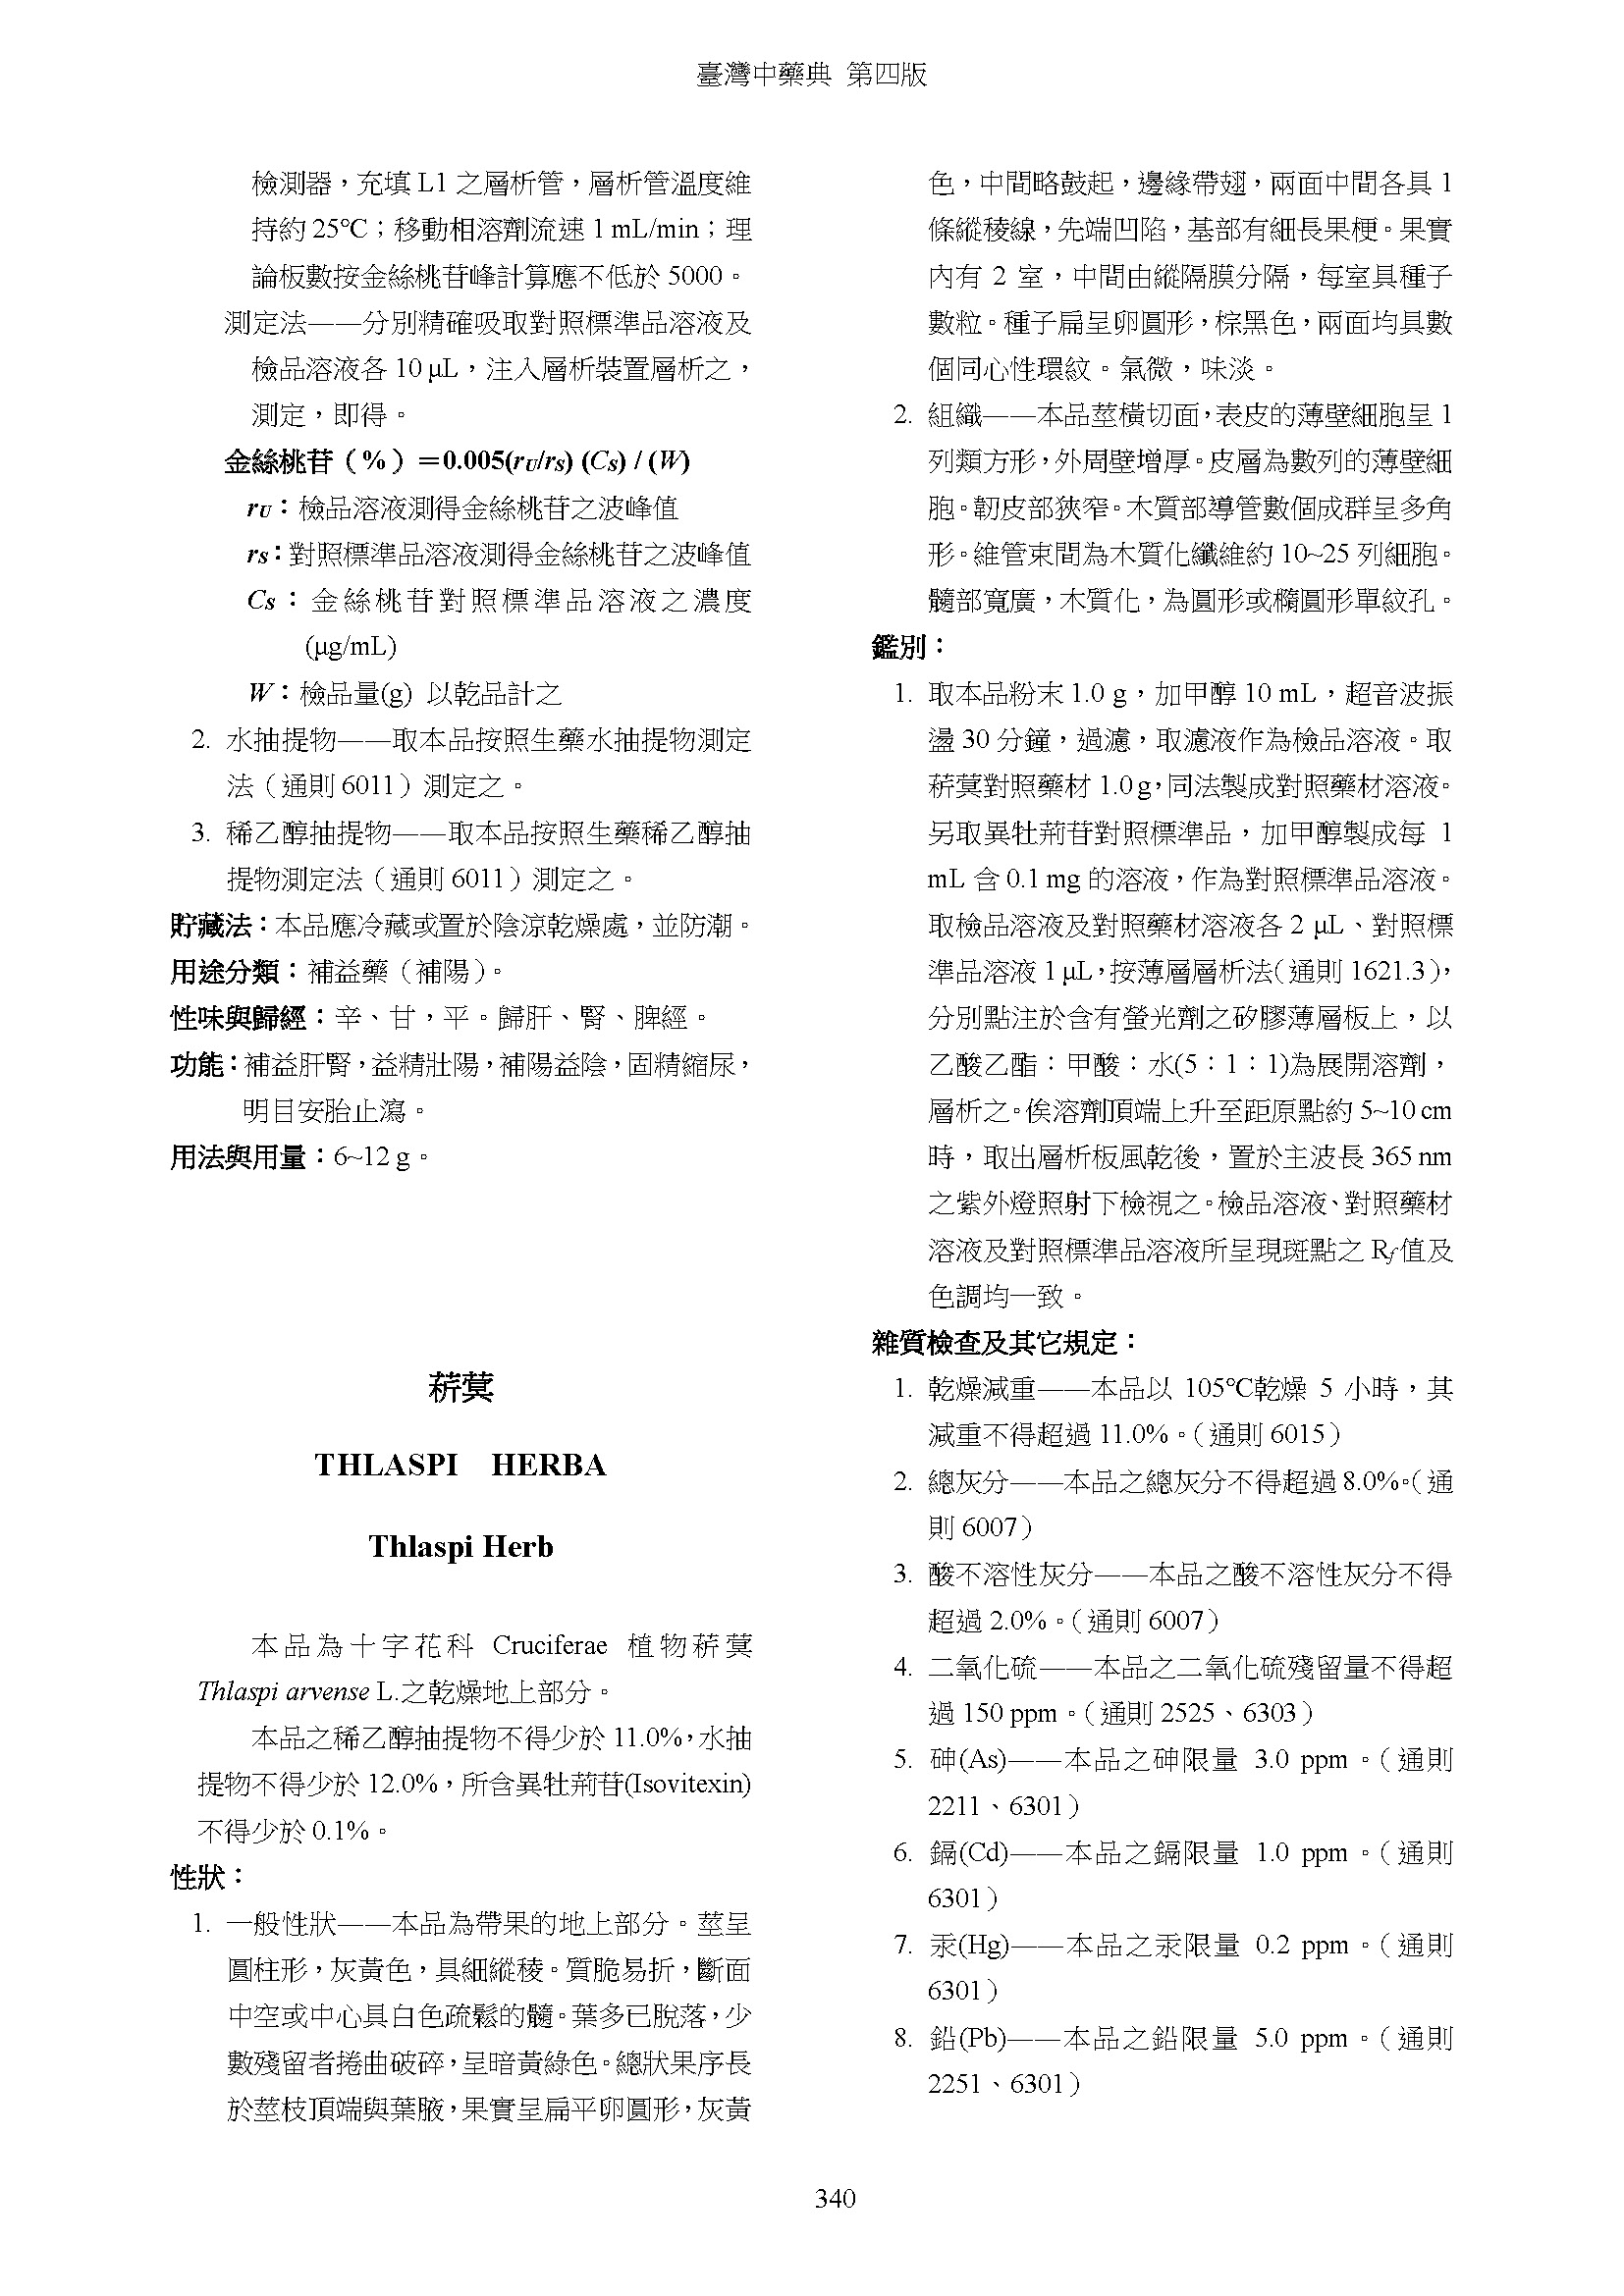 臺灣中藥典 第四版
檢測器，充填 L1 之層析管，層析管溫度維
持約 25℃；移動相溶劑流速 1 mL/min；理
論板數按金絲桃苷峰計算應不低於 5000。
測定法——分別精確吸取對照標準品溶液及
檢品溶液各 10 μL，注入層析裝置層析之，
測定，即得。
金絲桃苷（%）＝0.005(rU/rS) (CS) / (W)
rU：檢品溶液測得金絲桃苷之波峰值
rS：對照標準品溶液測得金絲桃苷之波峰值
CS：金絲桃苷對照標準品溶液之濃度
(μg/mL)
W：檢品量(g) 以乾品計之
2. 水抽提物——取本品按照生藥水抽提物測定
法（通則 6011）測定之。
3. 稀乙醇抽提物——取本品按照生藥稀乙醇抽
提物測定法（通則 6011）測定之。
貯藏法：本品應冷藏或置於陰涼乾燥處，並防潮。
用途分類：補益藥（補陽）。
性味與歸經：辛、甘，平。歸肝、腎、脾經。
功能：補益肝腎，益精壯陽，補陽益陰，固精縮尿，
明目安胎止瀉。
用法與用量：6~12 g。
菥蓂
THLASPI HERBA
Thlaspi Herb
本品為十字花科 Cruciferae 植物菥蓂
Thlaspi arvense L.之乾燥地上部分。
本品之稀乙醇抽提物不得少於 11.0%，水抽
提物不得少於 12.0%，所含異牡荊苷(Isovitexin)
不得少於 0.1%。
性狀：
1. 一般性狀——本品為帶果的地上部分。莖呈
圓柱形，灰黃色，具細縱稜。質脆易折，斷面
中空或中心具白色疏鬆的髓。葉多已脫落，少
數殘留者捲曲破碎，呈暗黃綠色。總狀果序長
於莖枝頂端與葉腋，果實呈扁平卵圓形，灰黃
色，中間略鼓起，邊緣帶翅，兩面中間各具 1
條縱稜線，先端凹陷，基部有細長果梗。果實
內有 2 室，中間由縱隔膜分隔，每室具種子
數粒。種子扁呈卵圓形，棕黑色，兩面均具數
個同心性環紋。氣微，味淡。
2. 組織——本品莖橫切面，表皮的薄壁細胞呈 1
列類方形，外周壁增厚。皮層為數列的薄壁細
胞。韌皮部狹窄。木質部導管數個成群呈多角
形。維管束間為木質化纖維約 10~25 列細胞。
髓部寬廣，木質化，為圓形或橢圓形單紋孔。
鑑別：
1. 取本品粉末 1.0 g，加甲醇 10 mL，超音波振
盪 30 分鐘，過濾，取濾液作為檢品溶液。取
菥蓂對照藥材 1.0 g，同法製成對照藥材溶液。
另取異牡荊苷對照標準品，加甲醇製成每 1
mL 含 0.1 mg 的溶液，作為對照標準品溶液。
取檢品溶液及對照藥材溶液各 2 μL、對照標
準品溶液 1 μL，按薄層層析法（通則 1621.3），
分別點注於含有螢光劑之矽膠薄層板上，以
乙酸乙酯：甲酸：水(5：1：1)為展開溶劑，
層析之。俟溶劑頂端上升至距原點約 5~10 cm
時，取出層析板風乾後，置於主波長 365 nm
之紫外燈照射下檢視之。檢品溶液、對照藥材
溶液及對照標準品溶液所呈現斑點之 Rf 值及
色調均一致。
雜質檢查及其它規定：
1. 乾燥減重——本品以 105℃乾燥 5 小時，其
減重不得超過 11.0%。（通則 6015）
2. 總灰分——本品之總灰分不得超過 8.0%。（通
則 6007）
3. 酸不溶性灰分——本品之酸不溶性灰分不得
超過 2.0%。（通則 6007）
4. 二氧化硫——本品之二氧化硫殘留量不得超
過 150 ppm。（通則 2525、6303）
5. 砷(As)——本品之砷限量 3.0 ppm。（通則
2211、6301）
6. 鎘(Cd)——本品之鎘限量 1.0 ppm。（通則
6301）
7. 汞(Hg)——本品之汞限量 0.2 ppm。（通則
6301）
8. 鉛(Pb)——本品之鉛限量 5.0 ppm。（通則
2251、6301）
340